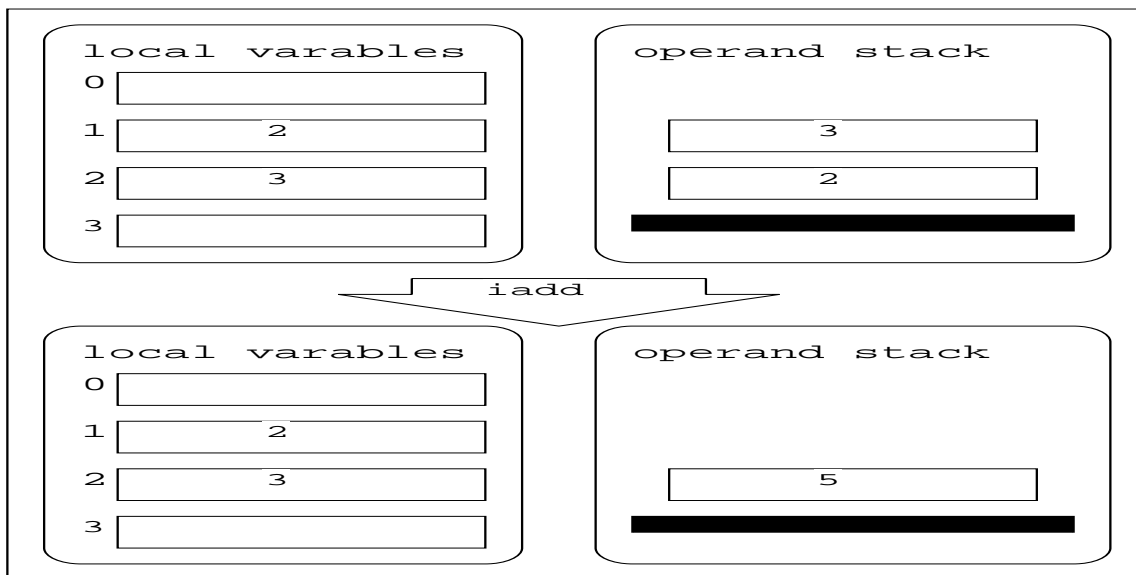 local varables
0
1 2
2 3
3
operand stack
3
2
iadd
local varables
0
1 2
2 3
3
operand stack
5